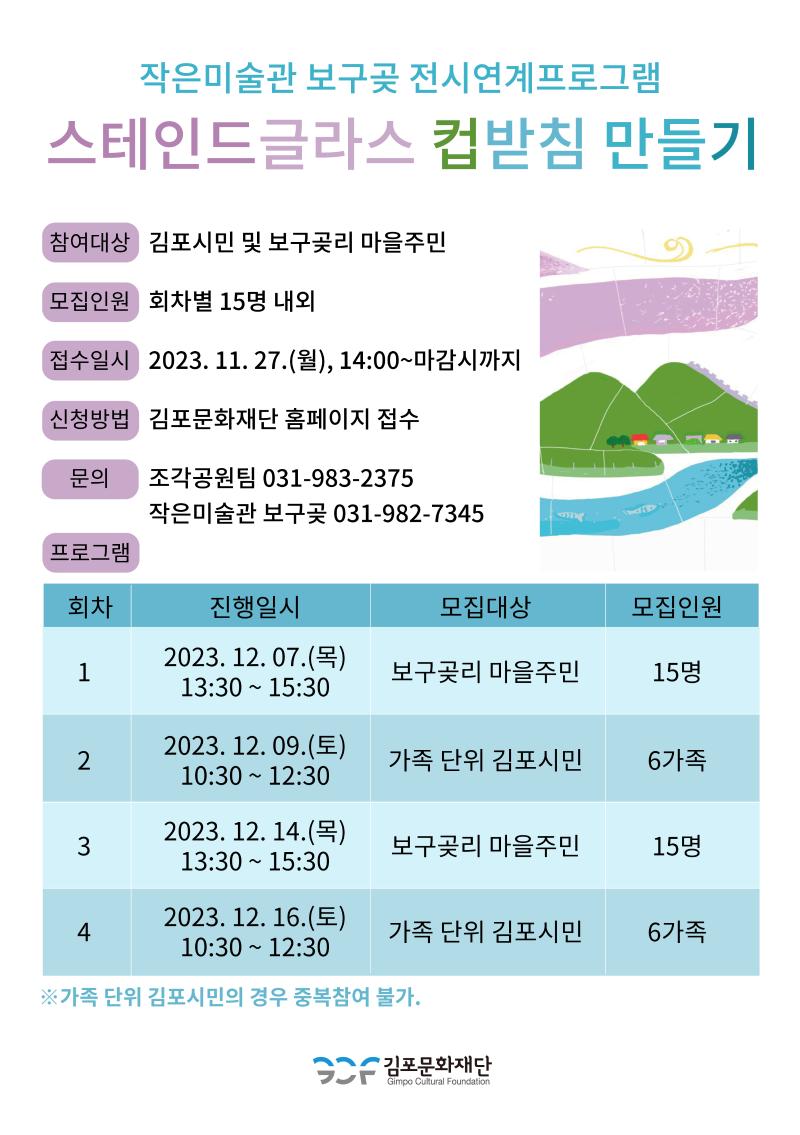 작은미술관 보구곶 전시연계프로그램
스테인드글라스 컵받침 만들기
참여대상 김포시민 및 보구곶리 마을주민
모집인원 회차별 15명 내외
접수일시 2023. 11. 27.(월), 14:00~마감시까지
신청방법 김포문화재단 홈페이지 접수
문의 조각공원팀 031-983-2375
작은미술관 보구곶 031-982-7345
프로그램
회차 진행일시 모집대상 모집인원
1 2023. 12. 07.(목) 보구곶리 마을주민 15명
13:30 ~ 15:30
2 2023. 12. 09.(토) 가족 단위 김포시민 6가족
10:30 ~ 12:30
3 2023. 12. 14.(목) 보구곶리 마을주민 15명
13:30 ~ 15:30
4 2023. 12. 16.(토) 가족 단위 김포시민 6가족
10:30 ~ 12:30
※가족 단위 김포시민의 경우 중복참여 불가.
GCF 김포문화재단
Gimpo Cultural Foundation